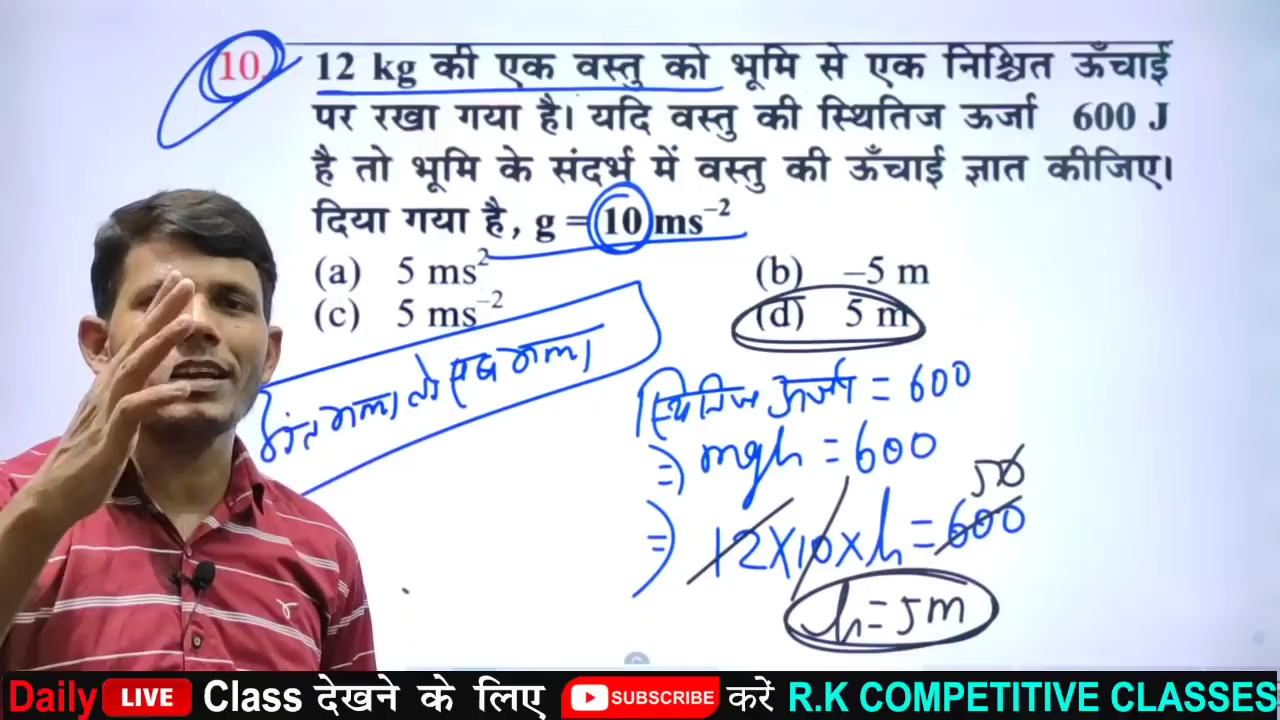 10. 12 kg की एक वस्तु को भूमि से एक निश्चित ऊँचाई
पर रखा गया है। यदि वस्तु की स्थितिज ऊर्जा 600 J
है तो भूमि के संदर्भ में वस्तु की ऊँचाई ज्ञात कीजिए।
दिया गया है, g = 10 ms⁻²
(a) 5 ms² (b) –5 m
(c) 5 ms⁻² (d) 5 m
स्थितिज ऊर्जा = 600
⇒ mgh = 600
50
⇒ 12×10×h = 600
h = 5m
Daily LIVE Class देखने के लिए SUBSCRIBE करें R.K COMPETITIVE CLASSES